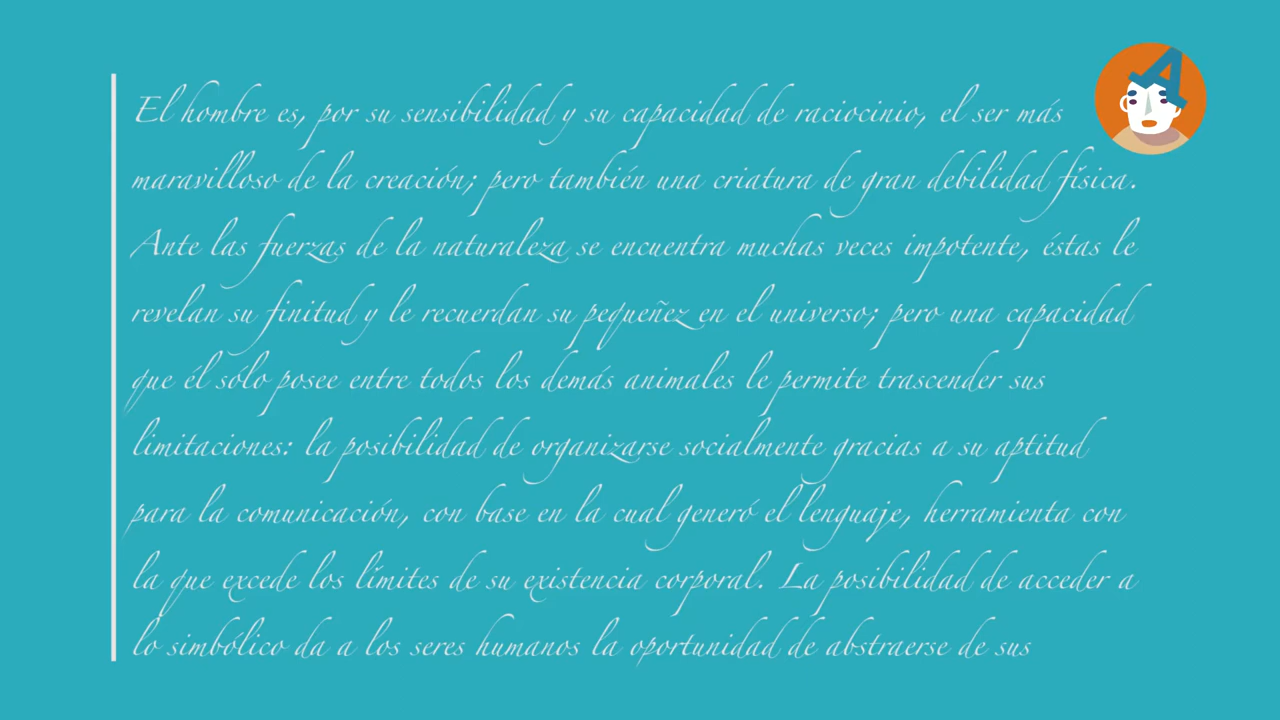 El hombre es, por su sensibilidad y su capacidad de raciocinio, el ser más
maravilloso de la creación; pero también una criatura de gran debilidad física.
Ante las fuerzas de la naturaleza se encuentra muchas veces impotente, éstas le
revelan su finitud y le recuerdan su pequeñez en el universo; pero una capacidad
que él sólo posee entre todos los demás animales le permite trascender sus
limitaciones: la posibilidad de organizarse socialmente gracias a su aptitud
para la comunicación, con base en la cual generó el lenguaje, herramienta con
la que excede los límites de su existencia corporal. La posibilidad de acceder a
lo simbólico da a los seres humanos la oportunidad de abstraerse de sus